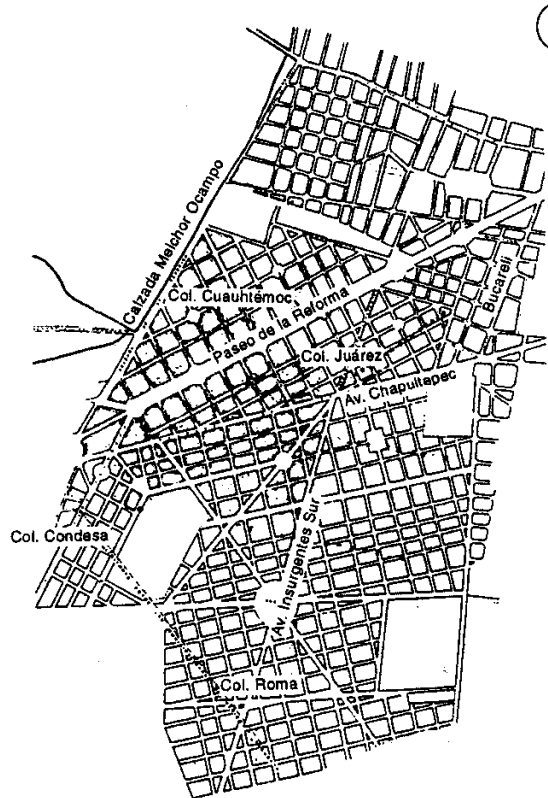 Calzada Melchor Ocampo
Col. Cuauhtémoc
Paseo de la Reforma
Bucareli
Col. Juárez
Av. Chapultepec
Av. Insurgentes Sur
Col. Condesa
Col. Roma